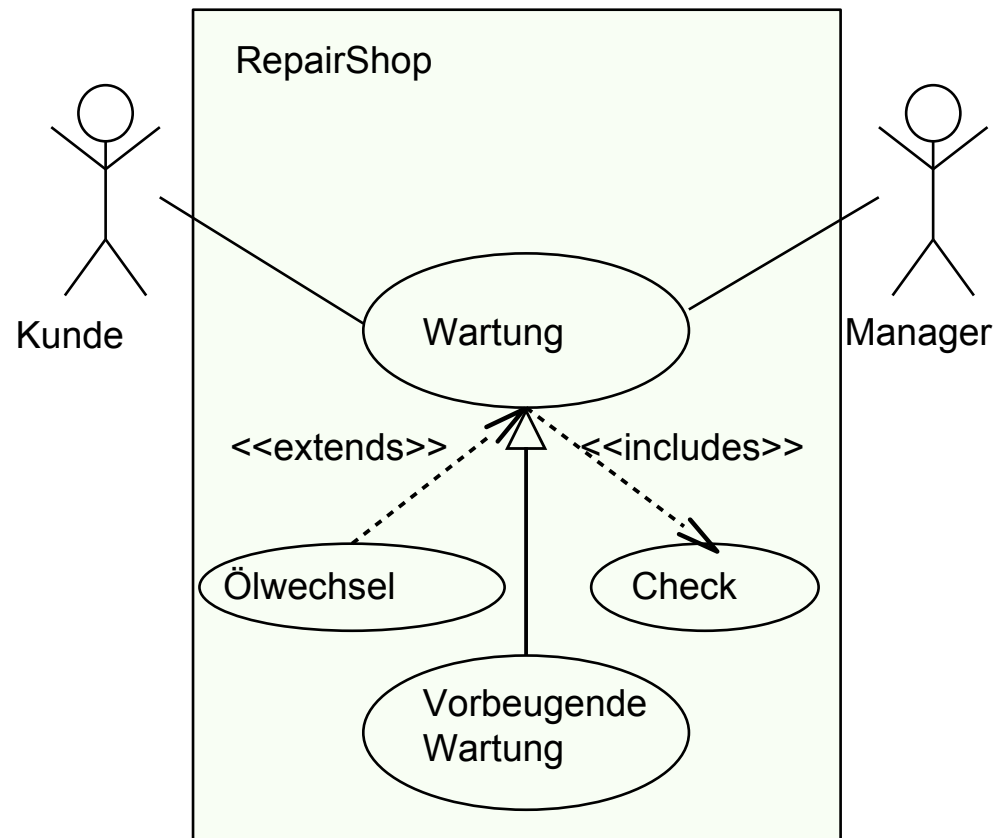 RepairShop
Kunde
Wartung
Manager
<<extends>>
<<includes>>
Ölwechsel
Check
Vorbeugende
Wartung